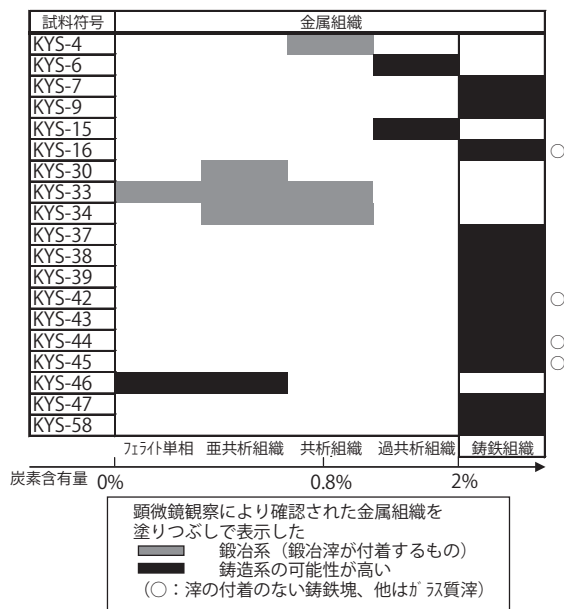 試料符号 金属組織
KYS-4
KYS-6
KYS-7
KYS-9
KYS-15
KYS-16 ○
KYS-30
KYS-33
KYS-34
KYS-37
KYS-38
KYS-39
KYS-42 ○
KYS-43
KYS-44 ○
KYS-45 ○
KYS-46
KYS-47
KYS-58
ﾌｪﾗｲﾄ単相 亜共析組織 共析組織 過共析組織 鋳鉄組織
炭素含有量 0% 0.8% 2%
顕微鏡観察により確認された金属組織を
塗りつぶしで表示した
鍛冶系（鍛冶滓が付着するもの）
鋳造系の可能性が高い
（○：滓の付着のない鋳鉄塊、他はｶﾞﾗｽ質滓）